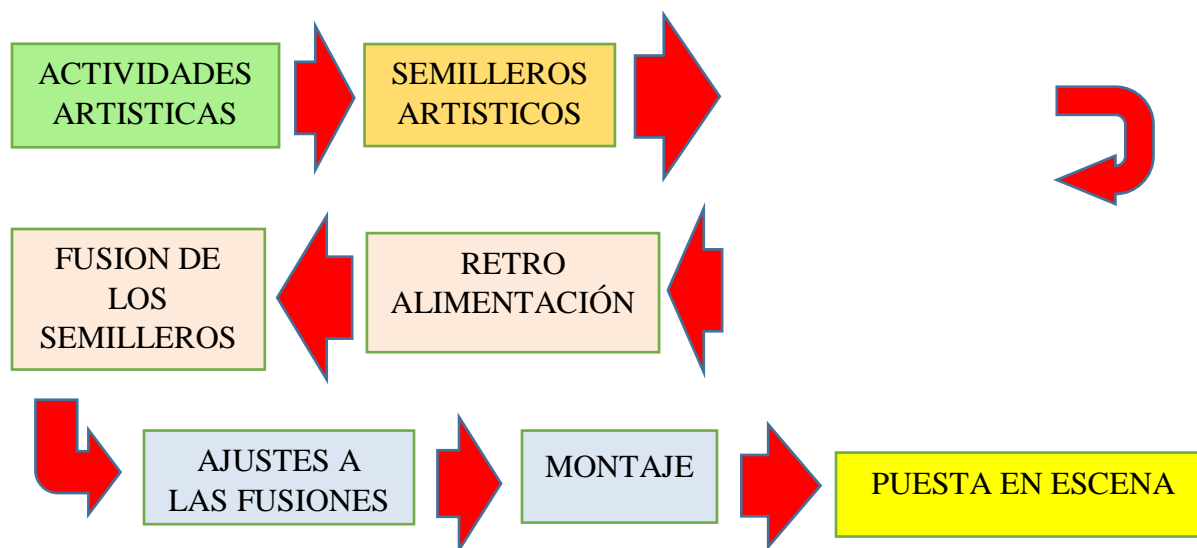 ACTIVIDADES
ARTISTICAS
SEMILLEROS
ARTISTICOS
FUSION DE
LOS
SEMILLEROS
RETRO
ALIMENTACIÓN
AJUSTES A
LAS FUSIONES
MONTAJE
PUESTA EN ESCENA